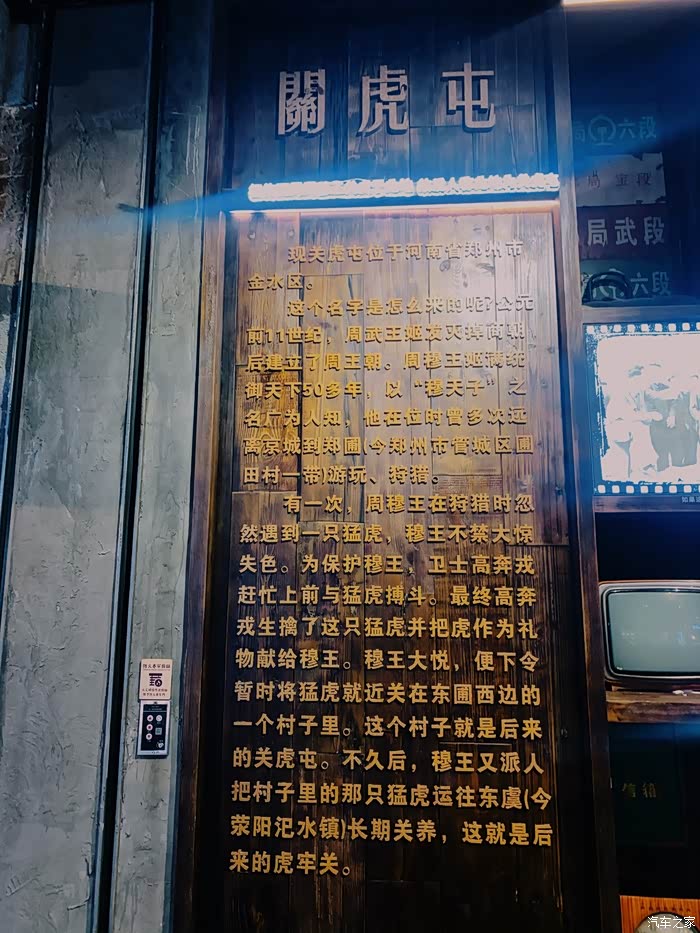 關虎屯
现关虎屯位于河南省郑州市
金水区。
这个名字是怎么来的呢?公元
前11世纪，周武王姬发灭掉商朝
后建立了周王朝。周穆王姬满统
御天下50多年，以“穆天子”之
名广为人知，他在位时曾多次远
离京城到郑圃(今郑州市管城区圃
田村一带)游玩、狩猎。
有一次，周穆王在狩猎时忽
然遇到一只猛虎，穆王不禁大惊
失色。为保护穆王，卫士高奔戎
赶忙上前与猛虎搏斗。最终高奔
戎生擒了这只猛虎并把虎作为礼
物献给穆王。穆王大悦，便下令
暂时将猛虎就近关在东圃西边的
一个村子里。这个村子就是后来
的关虎屯。不久后，穆王又派人
把村子里的那只猛虎运往东虞(今
荥阳汜水镇)长期关养，这就是后
来的虎牢关。
局 六段
局 宝段
局武段
六段
信箱
汽车之家